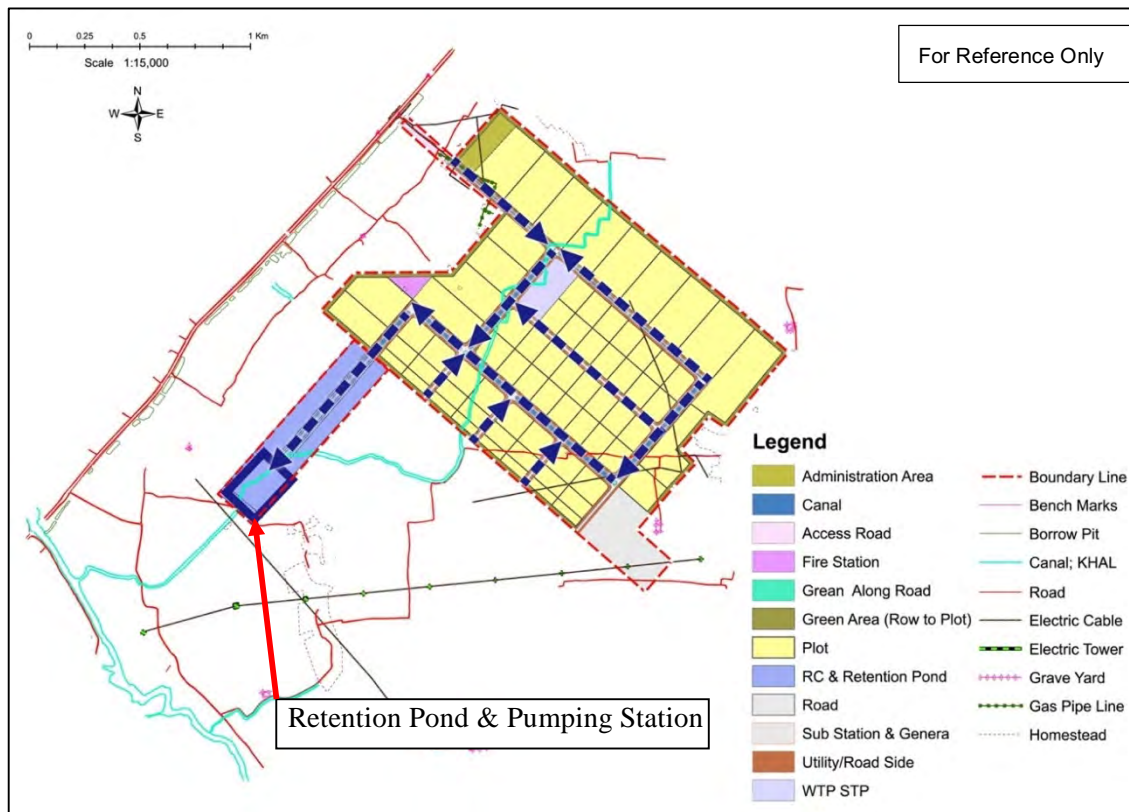 For Reference Only
0 0.25 0.5 1 Km
Scale 1:15,000
N
W E
S
Legend
Administration Area
Canal
Access Road
Fire Station
Grean Along Road
Green Area (Row to Plot)
Plot
RC & Retention Pond
Road
Sub Station & Genera
Utility/Road Side
WTP STP
Boundary Line
Bench Marks
Borrow Pit
Canal; KHAL
Road
Electric Cable
Electric Tower
Grave Yard
Gas Pipe Line
Homestead
Retention Pond & Pumping Station